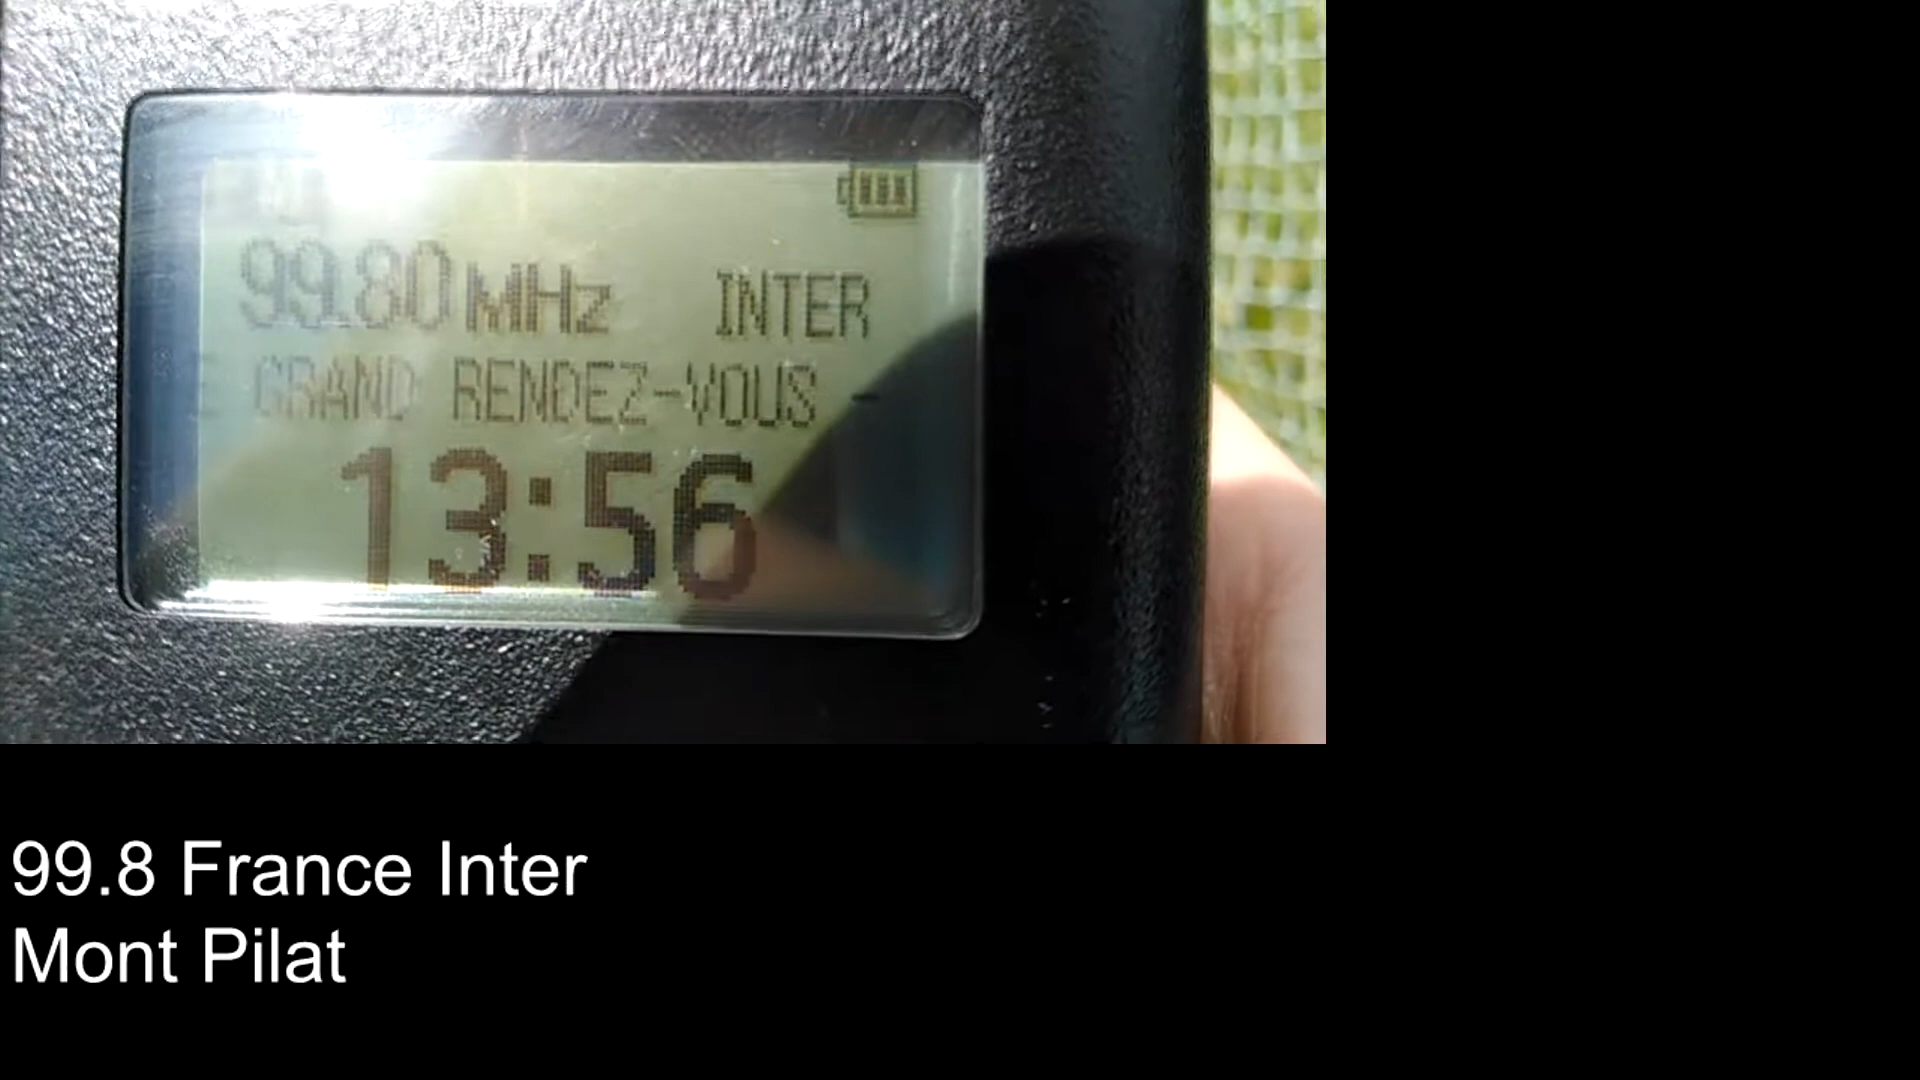 99.80 MHz INTER
E GRAND RENDEZ-VOUS -
13:56
99.8 France Inter
Mont Pilat